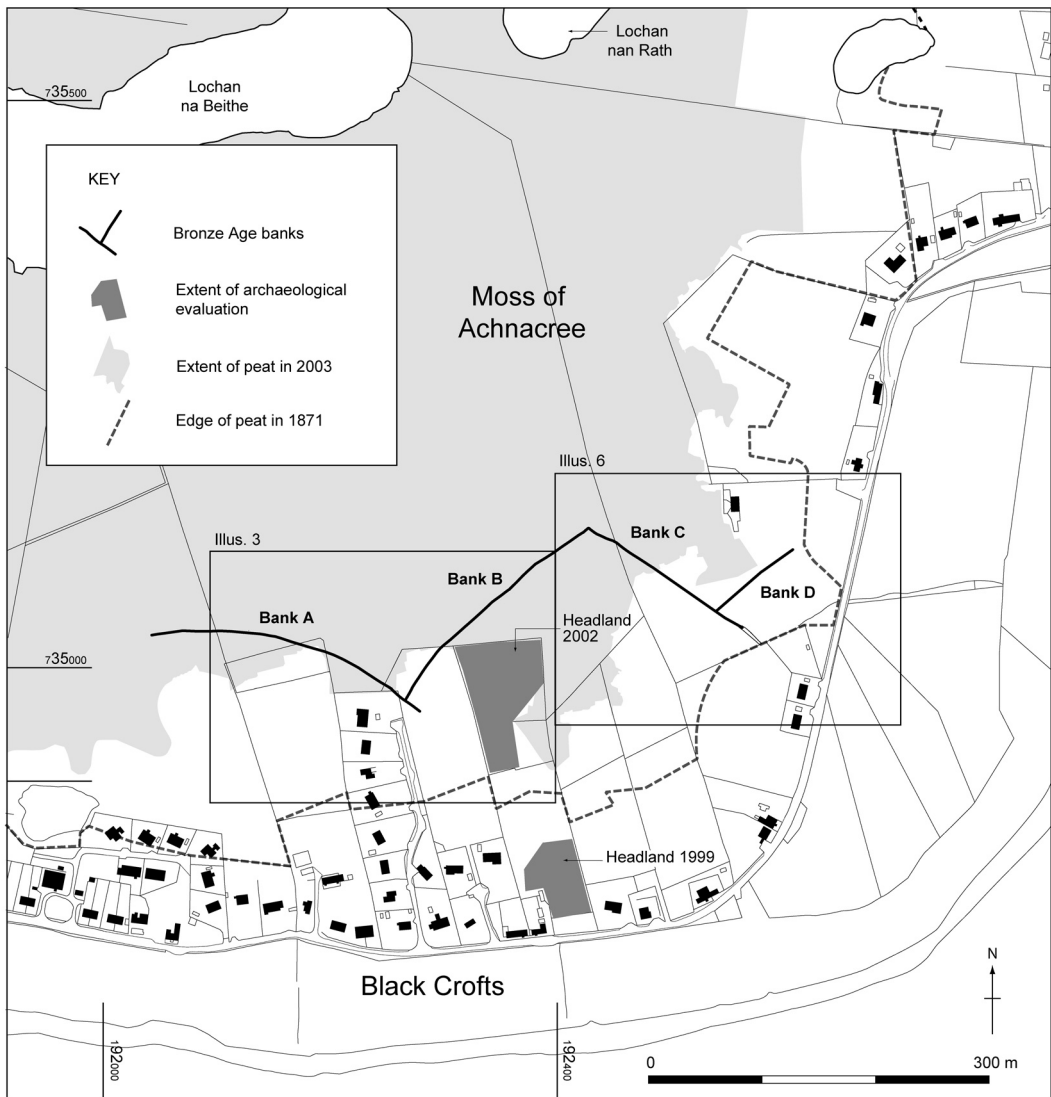 Lochan
nan Rath
Lochan
na Beithe
735500
KEY
Bronze Age banks
Extent of archaeological
evaluation
Extent of peat in 2003
Edge of peat in 1871
Moss of
Achnacree
Illus. 6
Illus. 3
Bank C
Bank B
Bank D
Bank A
Headland
2002
735000
Headland 1999
Black Crofts
N
192000
192400
0
300 m